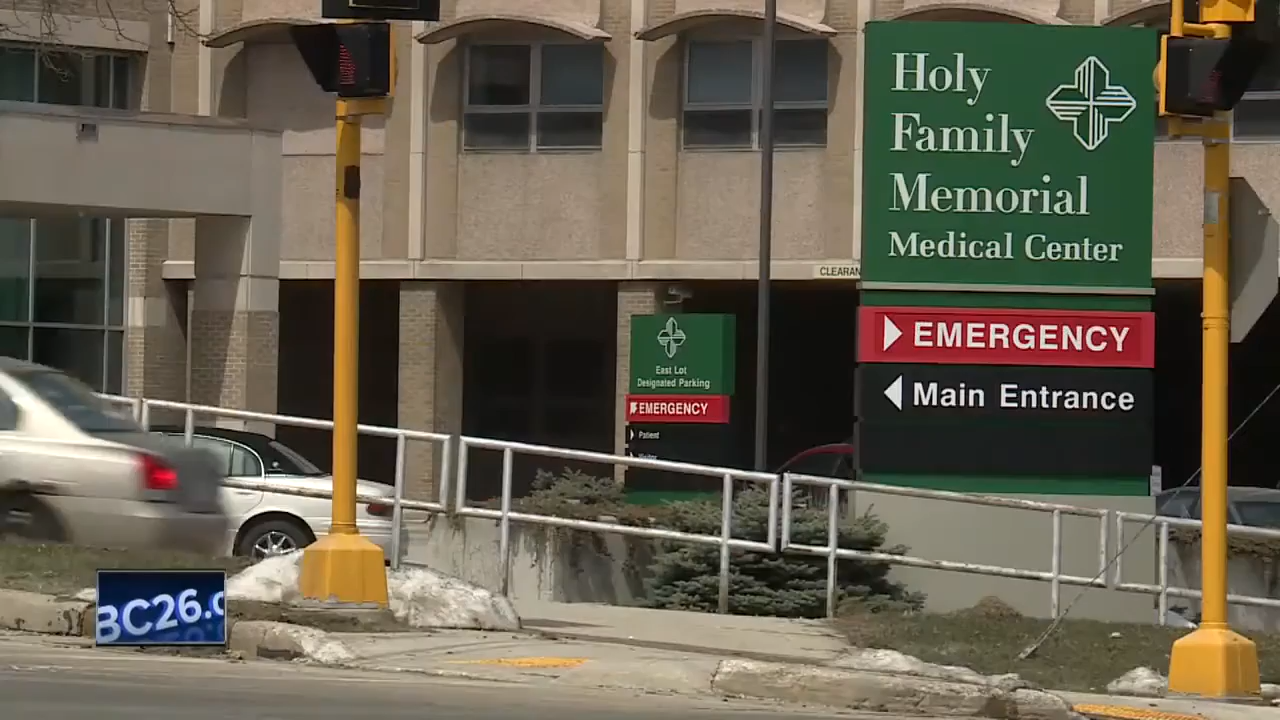 Holy
Family
Memorial
Medical Center
EMERGENCY
Main Entrance
CLEARAN
East Lot
Designated Parking
EMERGENCY
Patient
BC26.c